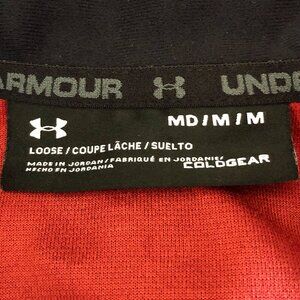 ARMOUR UNDE
MD / M / M
LOOSE / COUPE LÂCHE / SUELTO
MADE IN JORDAN / FABRIQUÉ EN JORDANIE /
HECHO EN JORDANIA
COLDGEAR